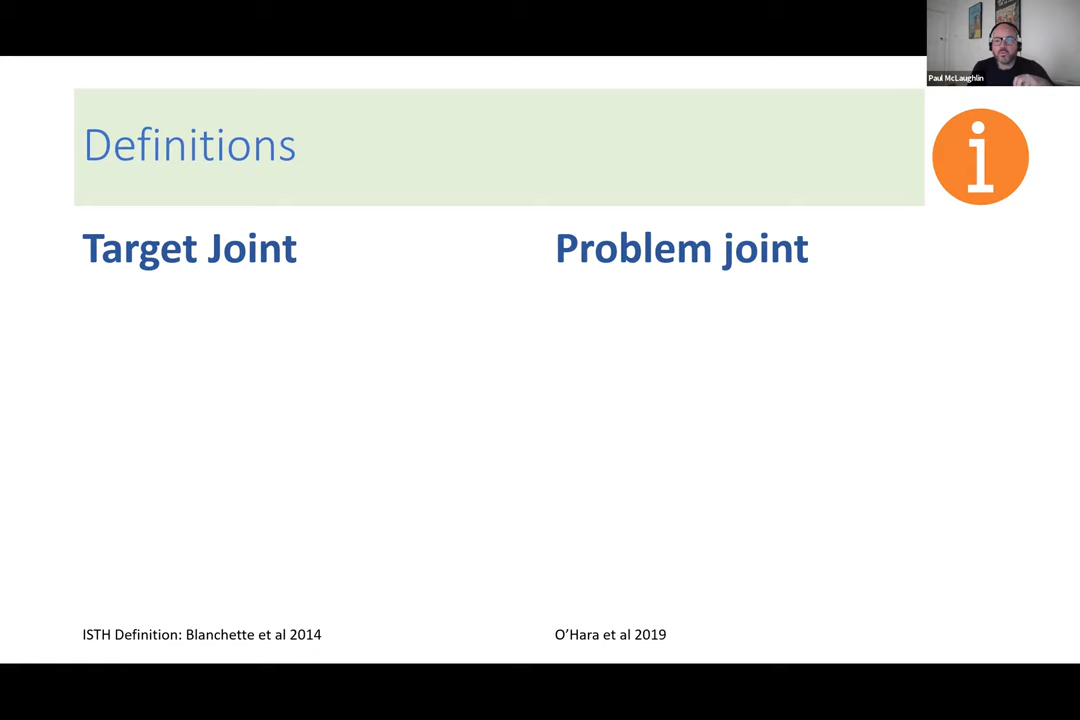 Paul McLaughlin
Definitions
i
Target Joint
Problem joint
ISTH Definition: Blanchette et al 2014
O’Hara et al 2019